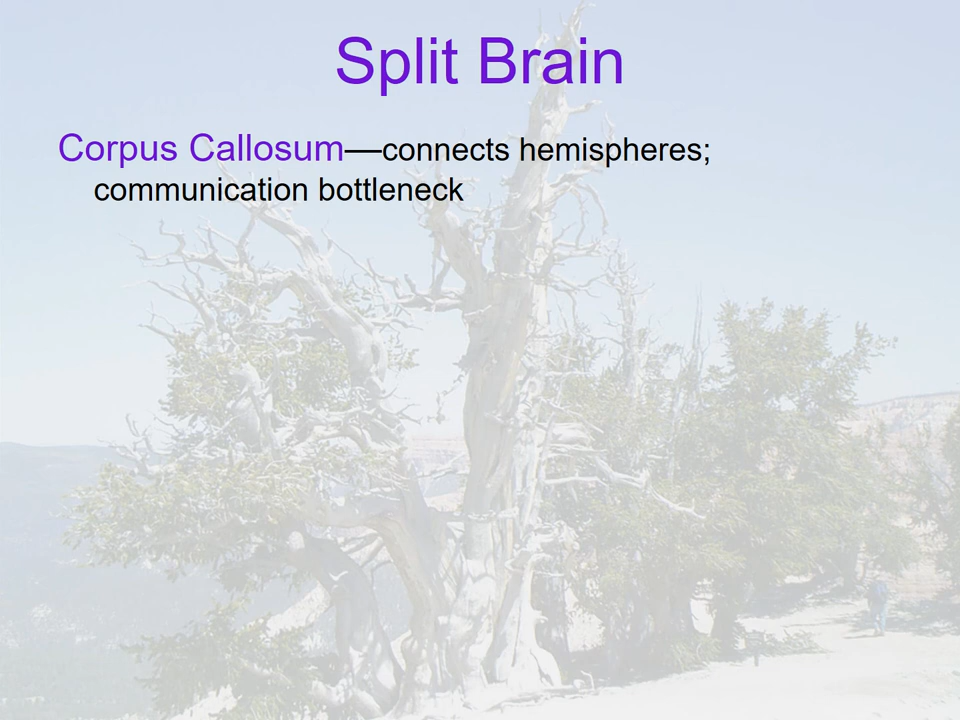 Split Brain
Corpus Callosum—connects hemispheres;
communication bottleneck